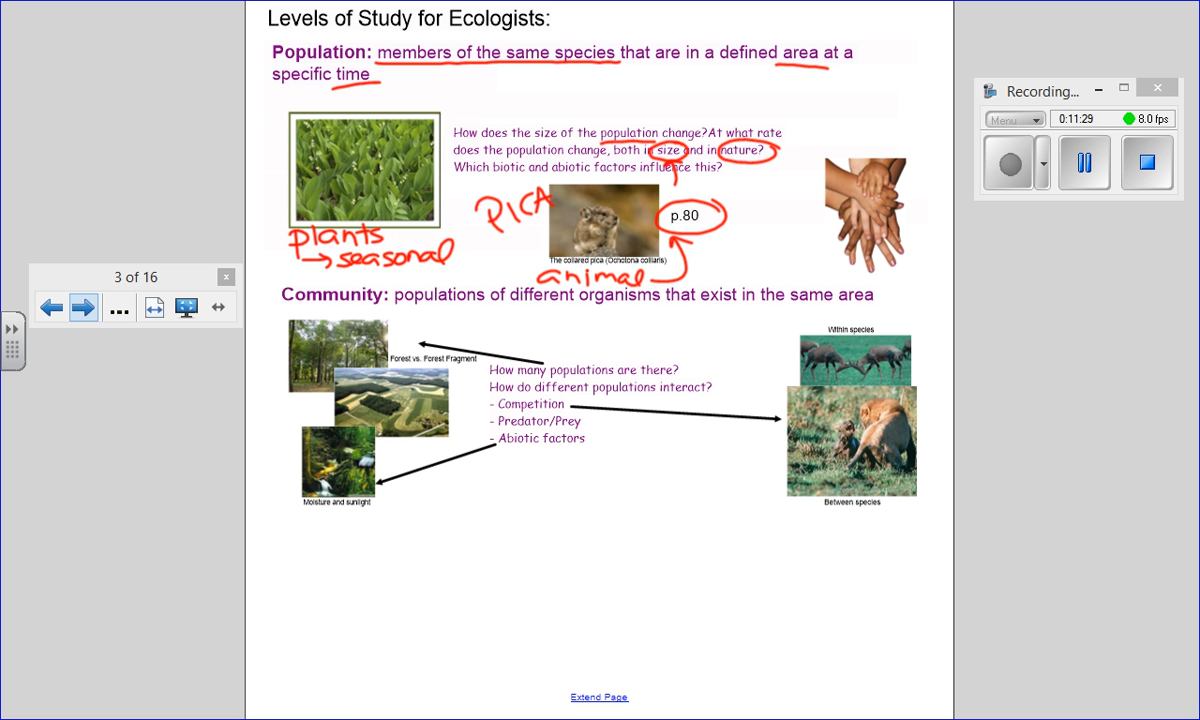 Levels of Study for Ecologists:
Population: members of the same species that are in a defined area at a
specific time
How does the size of the population change?At what rate
does the population change, both in size and in nature?
Which biotic and abiotic factors influence this?
PICA
p.80
plants
→ seasonal
The collared pica (Ochotona collaris)
animal
Community: populations of different organisms that exist in the same area
Forest vs. Forest Fragment
How many populations are there?
How do different populations interact?
- Competition
- Predator/Prey
- Abiotic factors
Moisture and sunlight
Within species
Between species
Extend Page
3 of 16
x
...
Recording...
Menu
0:11:29
8.0 fps